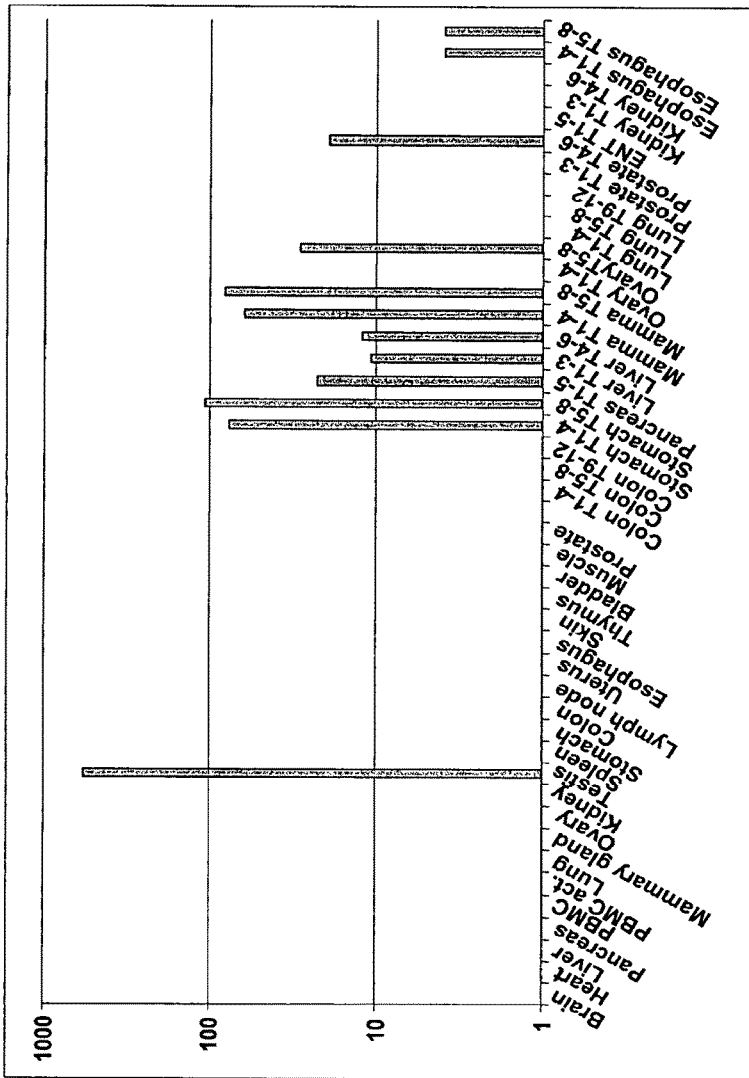 1000
100
10
1
Brain
Heart
Liver
Pancreas
PBMC
PBMC act.
Lung
Mammary gland
Ovary
Kidney
Testis
Spleen
Stomach
Colon
Lymph node
Uterus
Esophagus
Skin
Thymus
Bladder
Muscle
Prostate
Colon T1-4
Colon T5-8
Colon T9-12
Stomach T1-4
Stomach T5-8
Pancreas T1-5
Liver T1-3
Liver T4-6
Mamma T1-4
Mamma T5-8
Ovary T1-4
OvaryT5-8
Lung T1-4
Lung T5-8
Lung T9-12
Prostate T1-3
Prostate T4-6
ENT T1-5
Kidney T1-3
Kidney T4-6
Esophagus T1-4
Esophagus T5-8